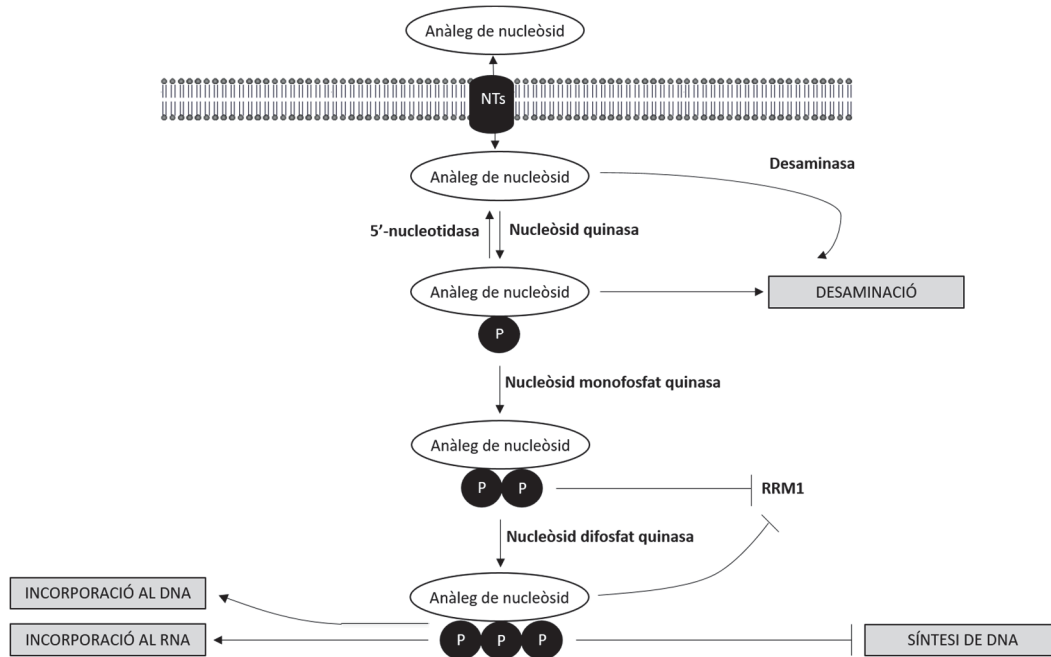 Anàleg de nucleòsid
NTs
Anàleg de nucleòsid
Desaminasa
5’-nucleotidasa
Nucleòsid quinasa
Anàleg de nucleòsid
DESAMINACIÓ
P
Nucleòsid monofosfat quinasa
Anàleg de nucleòsid
P P
RRM1
Nucleòsid difosfat quinasa
Anàleg de nucleòsid
INCORPORACIÓ AL DNA
INCORPORACIÓ AL RNA
P P P
SÍNTESI DE DNA